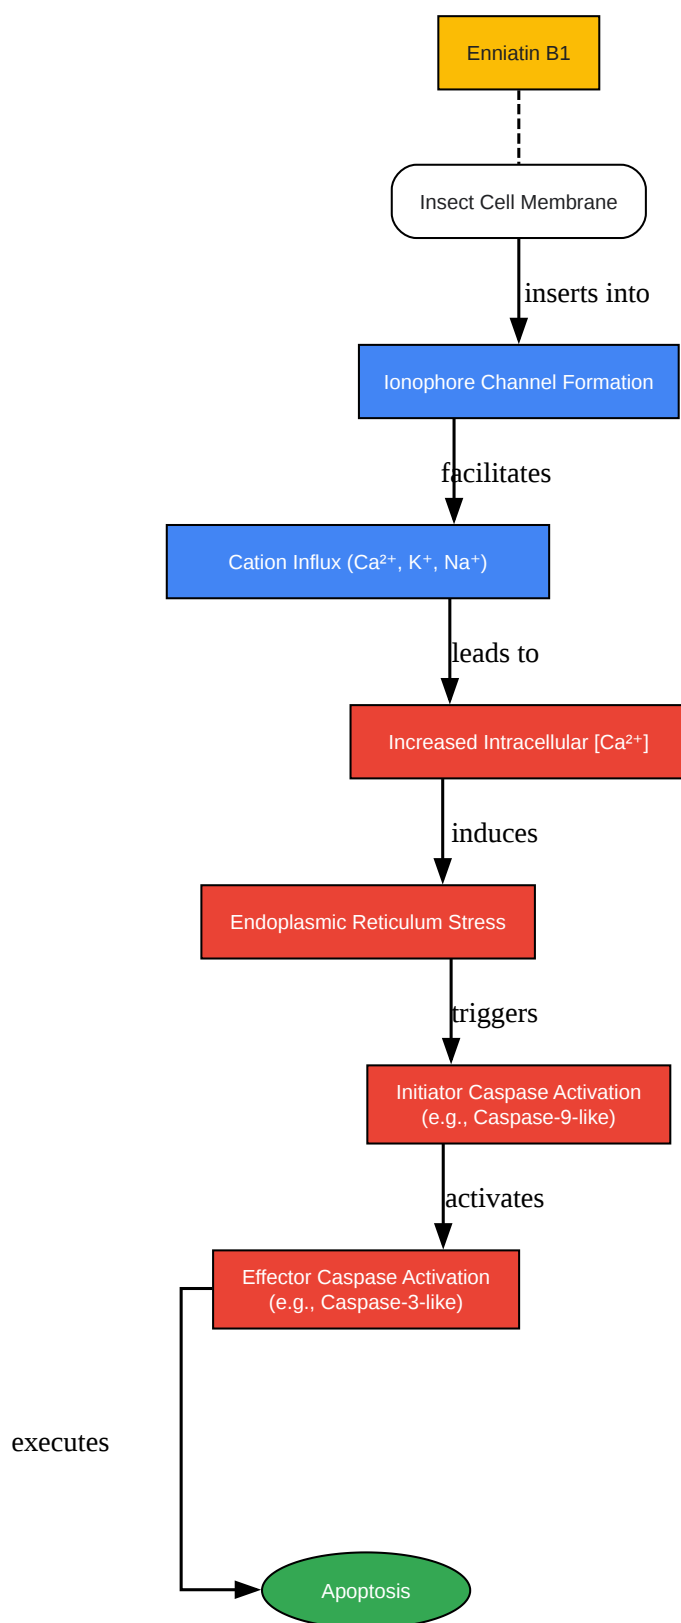 Enniatin B1
Insect Cell Membrane
inserts into
Ionophore Channel Formation
facilitates
Cation Influx (Ca²⁺, K⁺, Na⁺)
leads to
Increased Intracellular [Ca²⁺]
induces
Endoplasmic Reticulum Stress
triggers
Initiator Caspase Activation
(e.g., Caspase-9-like)
activates
Effector Caspase Activation
(e.g., Caspase-3-like)
executes
Apoptosis